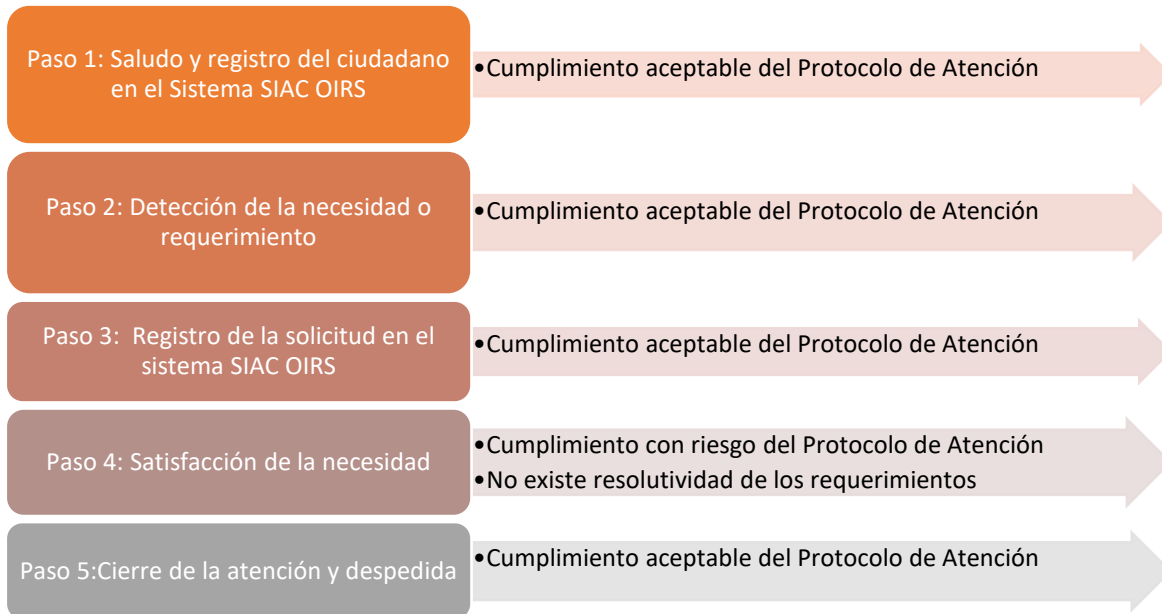 Paso 1: Saludo y registro del ciudadano
en el Sistema SIAC OIRS
•Cumplimiento aceptable del Protocolo de Atención
Paso 2: Detección de la necesidad o
requerimiento
•Cumplimiento aceptable del Protocolo de Atención
Paso 3:  Registro de la solicitud en el
sistema SIAC OIRS
•Cumplimiento aceptable del Protocolo de Atención
Paso 4: Satisfacción de la necesidad
•Cumplimiento con riesgo del Protocolo de Atención
•No existe resolutividad de los requerimientos
Paso 5:Cierre de la atención y despedida
•Cumplimiento aceptable del Protocolo de Atención